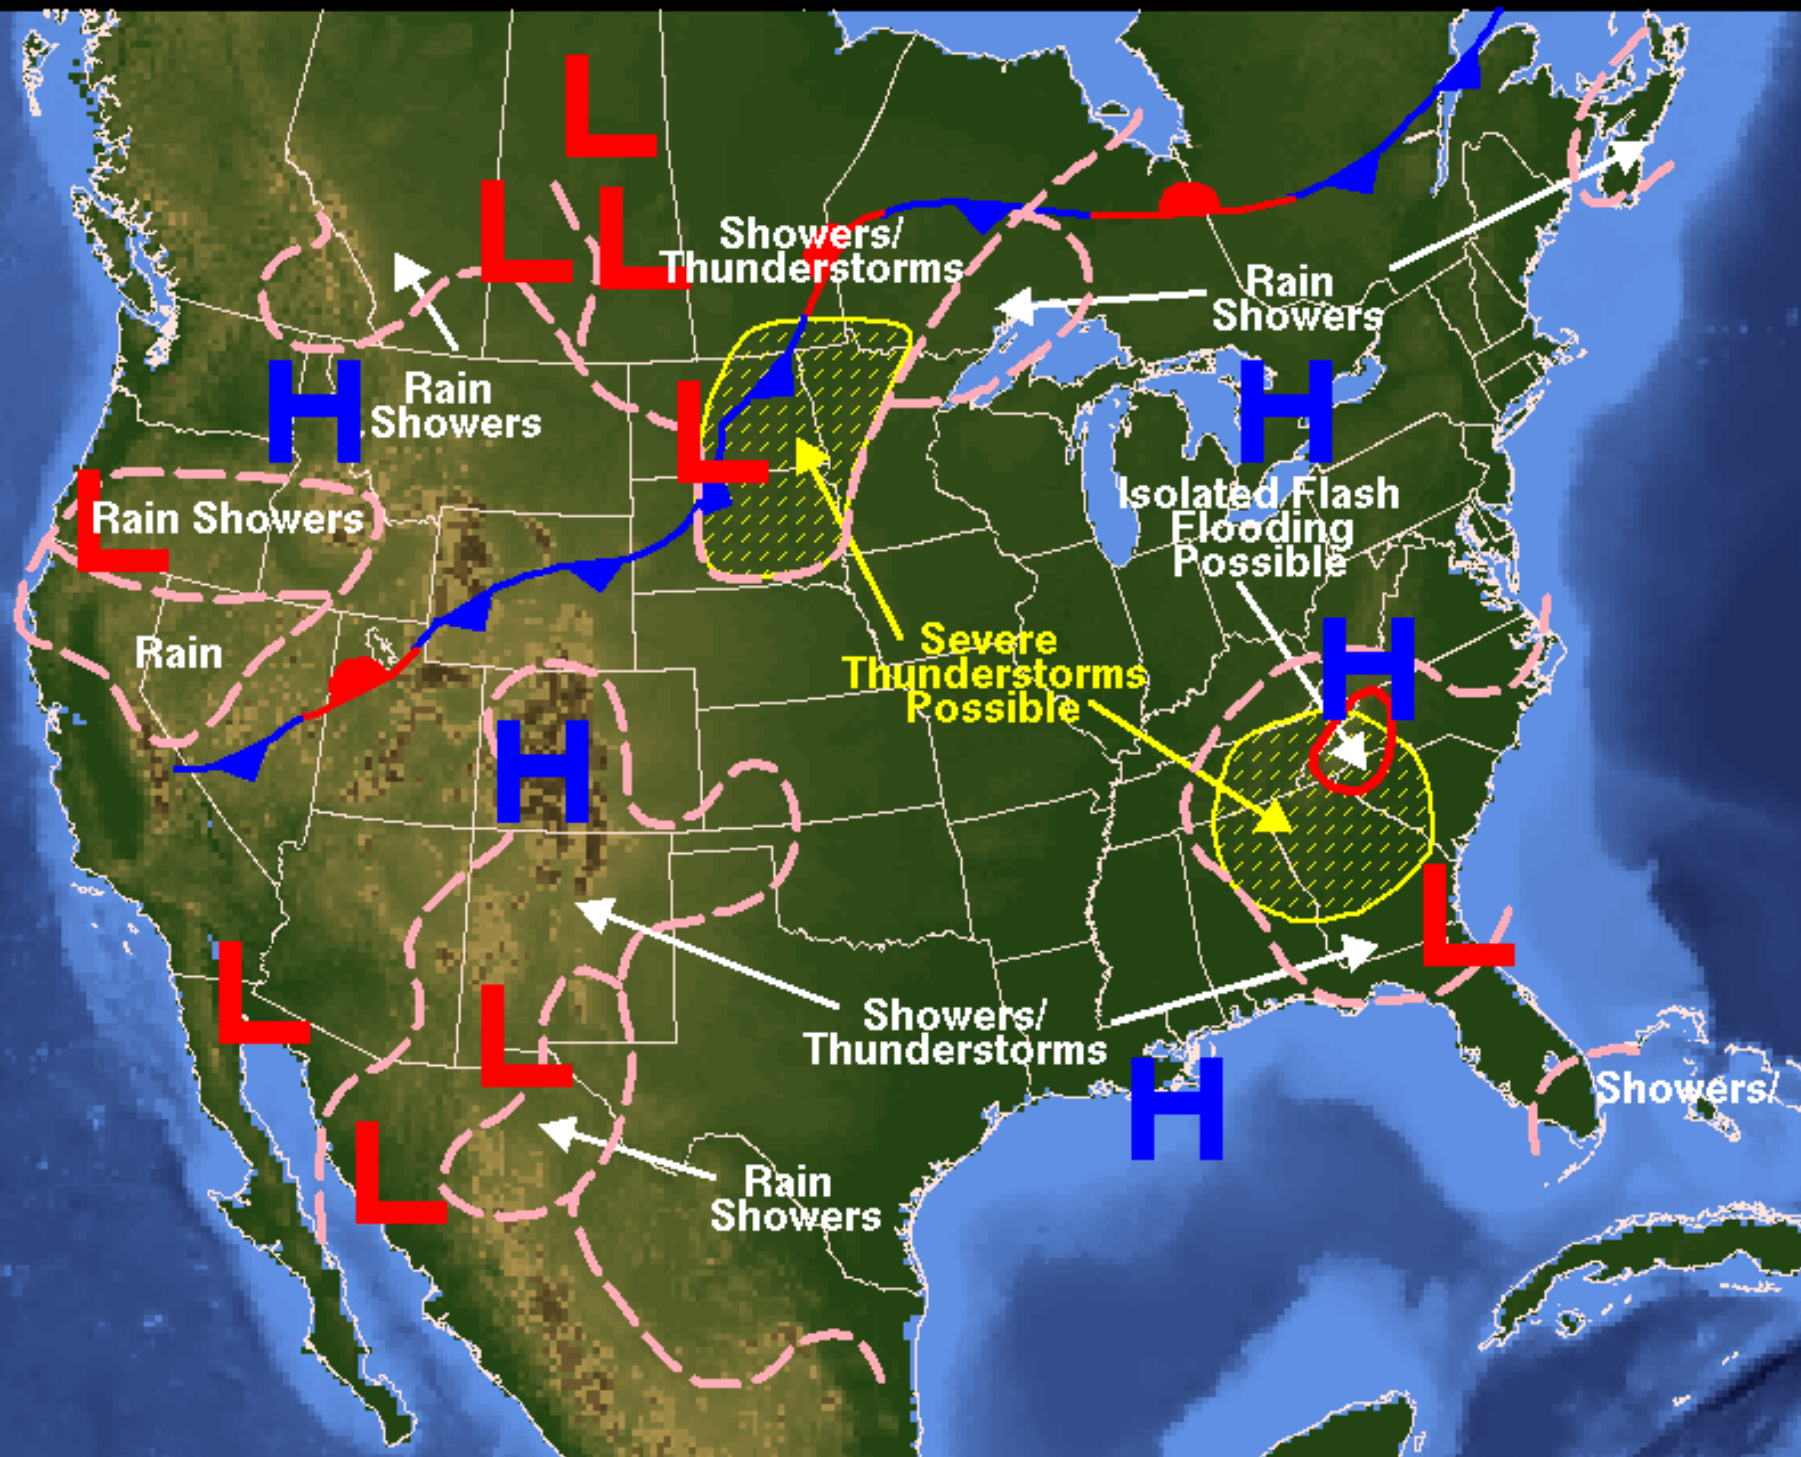 L
L
L
Showers/
Thunderstorms
Rain
Showers
H
Rain
Showers
L
H
L
Rain Showers
Isolated Flash
Flooding
Possible
Rain
Severe
Thunderstorms
Possible
H
H
L
L
L
Showers/
Thunderstorms
H
Showers/
L
Rain
Showers